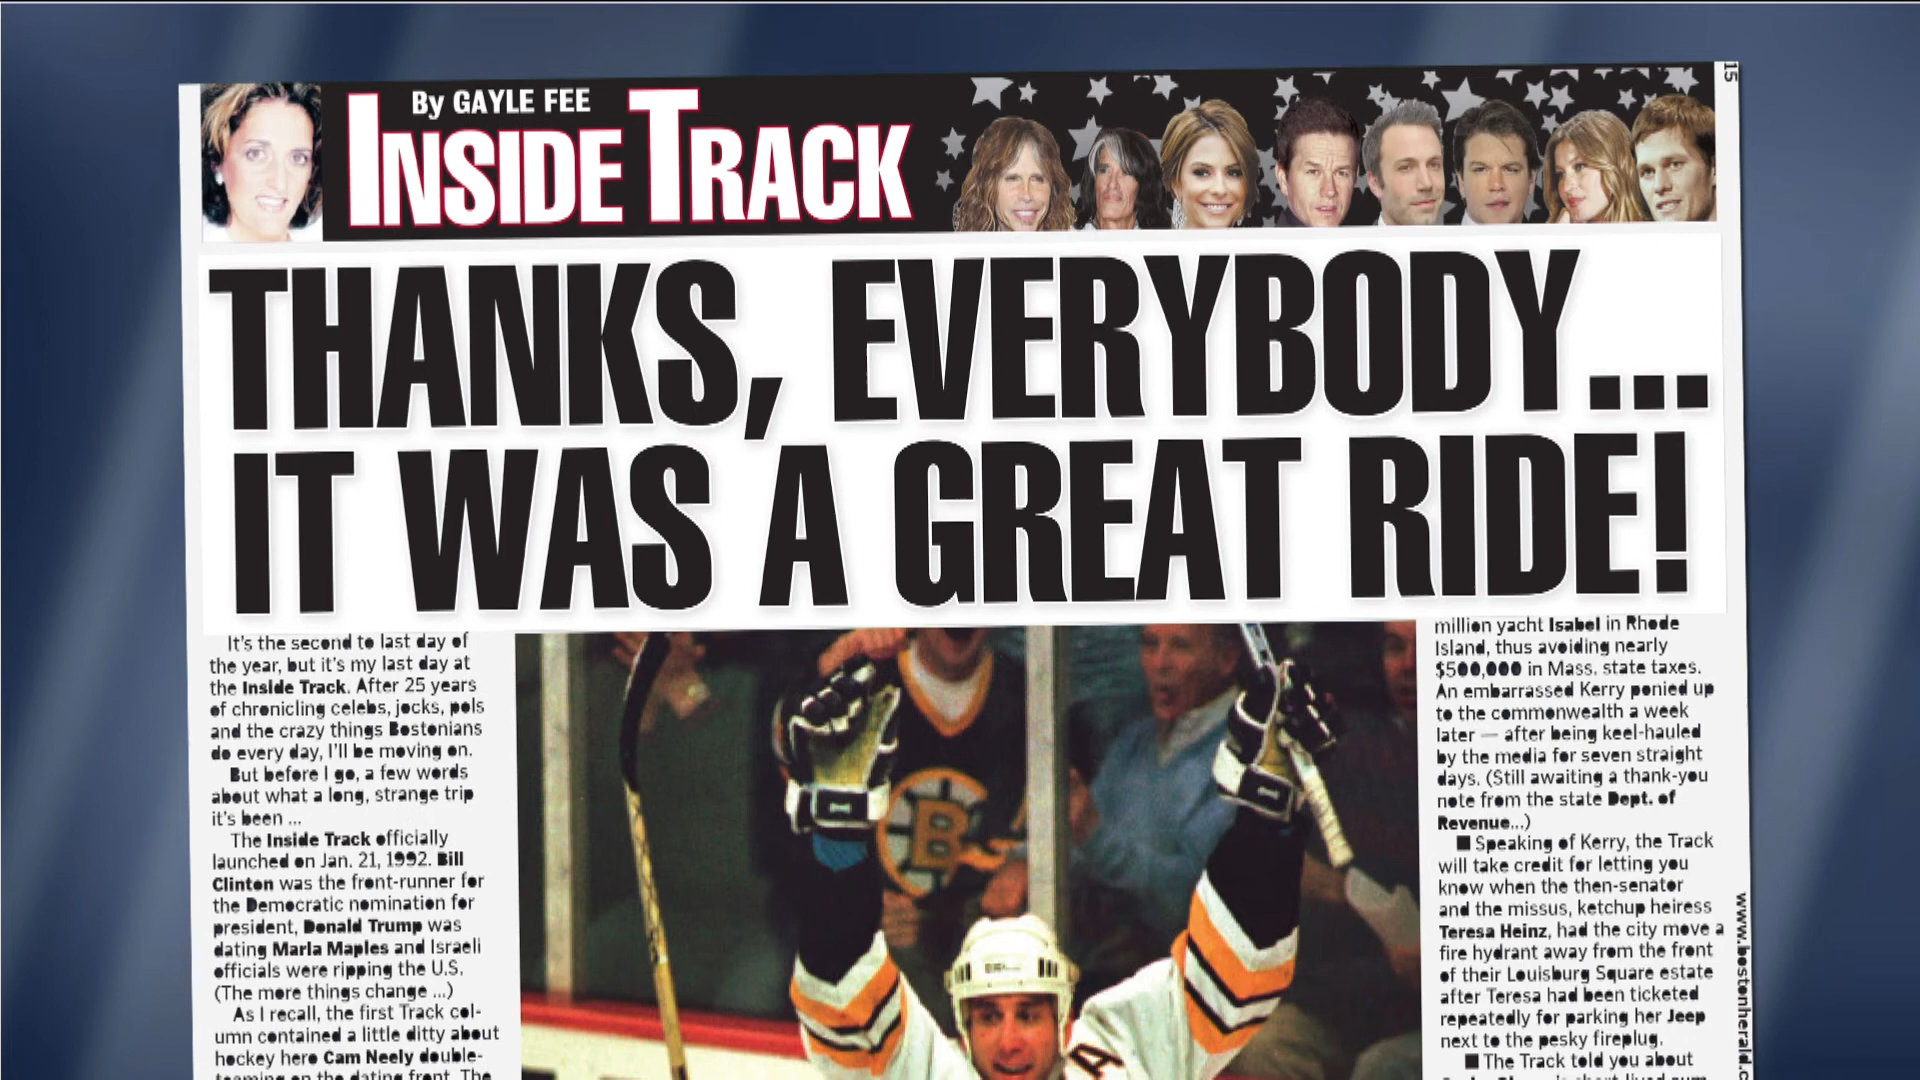 15
By GAYLE FEE
INSIDE TRACK
THANKS, EVERYBODY...
IT WAS A GREAT RIDE!
It's the second to last day of
the year, but it's my last day at
the Inside Track. After 25 years
of chronicling celebs, jocks, pols
and the crazy things Bostonians
do every day, I'll be moving on.
But before I go, a few words
about what a long, strange trip
it's been ...
The Inside Track officially
launched on Jan. 21, 1992. Bill
Clinton was the front-runner for
the Democratic nomination for
president, Donald Trump was
dating Marla Maples and Israeli
officials were ripping the U.S.
(The more things change ...)
As I recall, the first Track col-
umn contained a little ditty about
hockey hero Cam Neely double-
teaming on the dating front. The
B
A
million yacht Isabel in Rhode
Island, thus avoiding nearly
$500,000 in Mass. state taxes.
An embarrassed Kerry ponied up
to the commonwealth a week
later — after being keel-hauled
by the media for seven straight
days. (Still awaiting a thank-you
note from the state Dept. of
Revenue...)
■ Speaking of Kerry, the Track
will take credit for letting you
know when the then-senator
and the missus, ketchup heiress
Teresa Heinz, had the city move a
fire hydrant away from the front
of their Louisburg Square estate
after Teresa had been ticketed
repeatedly for parking her Jeep
next to the pesky fireplug.
■ The Track told you about
www.bostonherald.c